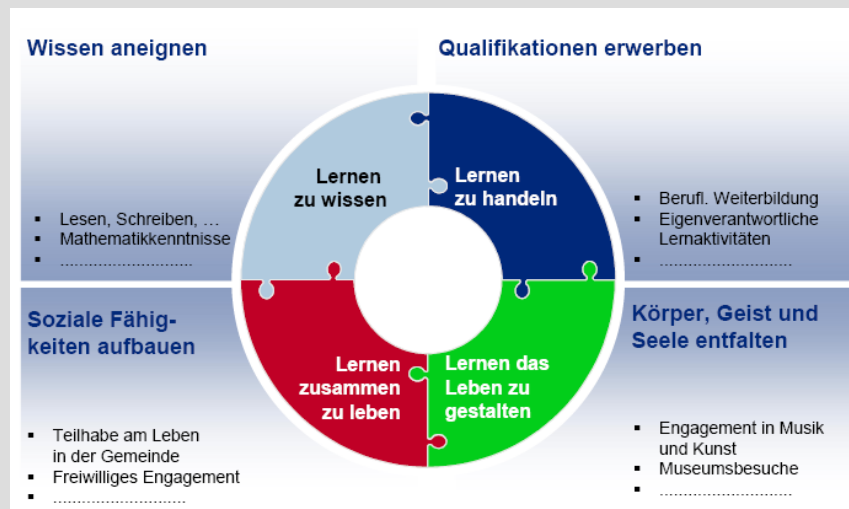 Wissen aneignen
Qualifikationen erwerben
Lernen
zu wissen
Lernen
zu handeln
▪ Lesen, Schreiben, ...
▪ Mathematikkenntnisse
▪ ..............................
▪ Berufl. Weiterbildung
▪ Eigenverantwortliche
Lernaktivitäten
▪ ..............................
Soziale Fähig-
keiten aufbauen
Körper, Geist und
Seele entfalten
Lernen
zusammen
zu leben
Lernen das
Leben zu
gestalten
▪ Teilhabe am Leben
in der Gemeinde
▪ Freiwilliges Engagement
▪ ..............................
▪ Engagement in Musik
und Kunst
▪ Museumsbesuche
▪ ..............................